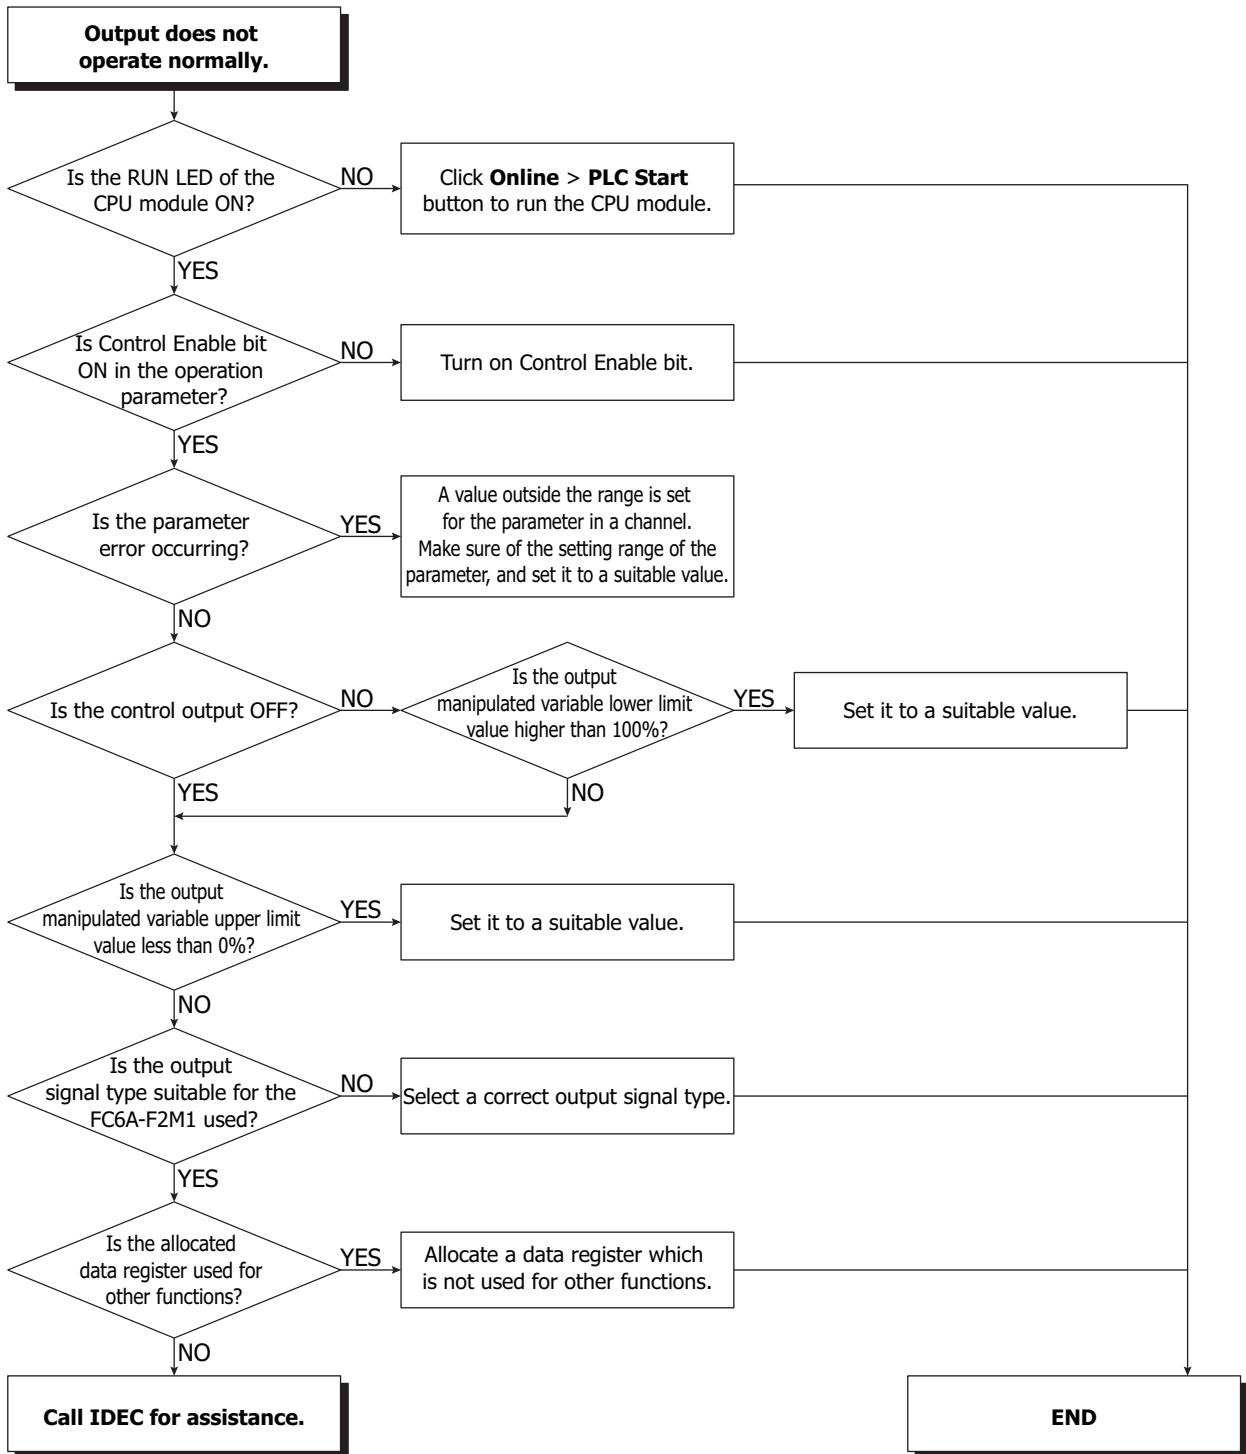 Output does not
operate normally.
Is the RUN LED of the
CPU module ON?
NO
Click Online > PLC Start
button to run the CPU module.
YES
Is Control Enable bit
ON in the operation
parameter?
NO
Turn on Control Enable bit.
YES
Is the parameter
error occurring?
YES
A value outside the range is set
for the parameter in a channel.
Make sure of the setting range of the
parameter, and set it to a suitable value.
NO
Is the control output OFF?
NO
Is the output
manipulated variable lower limit
value higher than 100%?
YES
Set it to a suitable value.
YES
NO
Is the output
manipulated variable upper limit
value less than 0%?
YES
Set it to a suitable value.
NO
Is the output
signal type suitable for the
FC6A-F2M1 used?
NO
Select a correct output signal type.
YES
Is the allocated
data register used for
other functions?
YES
Allocate a data register which
is not used for other functions.
NO
Call IDEC for assistance.
END